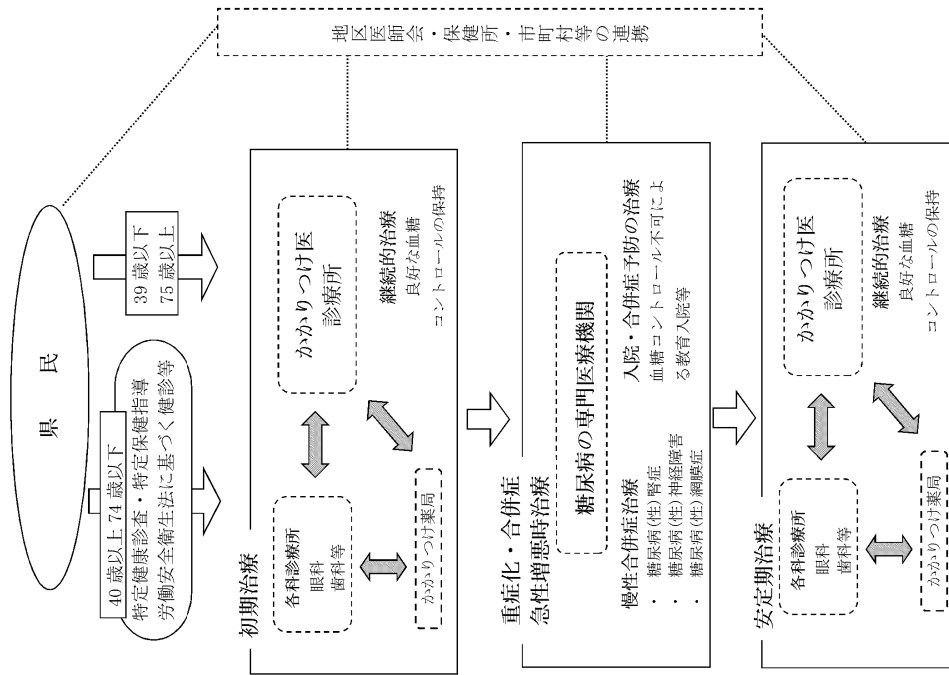 県　民
40 歳以上 74 歳以下
特定健康診査・特定保健指導
労働安全衛生法に基づく健診等
39 歳以下
75 歳以上
地区医師会・保健所・市町村等の連携
初期治療
各科診療所
眼科
歯科等
かかりつけ医
診療所
かかりつけ薬局
継続的治療
良好な血糖
コントロールの保持
重症化・合併症
急性増悪時治療
糖尿病の専門医療機関
慢性合併症治療
・ 糖尿病(性)腎症
・ 糖尿病(性)神経障害
・ 糖尿病(性)網膜症
入院・合併症予防の治療
血糖コントロール不可によ
る教育入院等
安定期治療
各科診療所
眼科
歯科等
かかりつけ医
診療所
かかりつけ薬局
継続的治療
良好な血糖
コントロールの保持